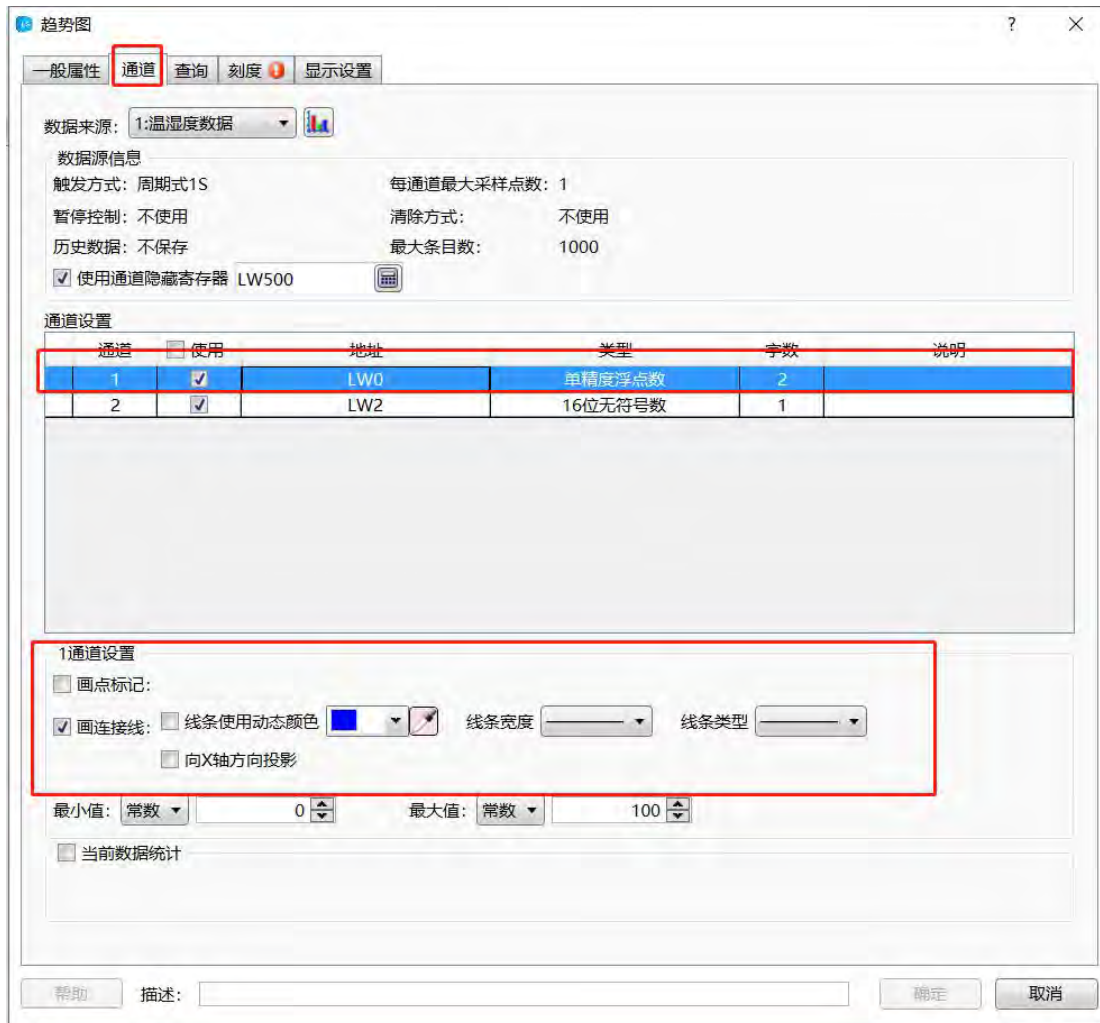 趋势图 ?
一般属性 通道 查询 刻度 显示设置
数据来源： 1:温湿度数据
数据源信息
触发方式：周期式1S 每通道最大采样点数：1
暂停控制：不使用 清除方式： 不使用
历史数据：不保存 最大条目数： 1000
使用通道隐藏寄存器 LW500
通道设置
通道 使用 地址 类型 字数 说明
1 LW0 单精度浮点数 2
2 LW2 16位无符号数 1
1通道设置
画点标记：
画连接线： 线条使用动态颜色 线条宽度 线条类型
向X轴方向投影
最小值： 常数 0 最大值： 常数 100
当前数据统计
帮助 描述： 确定 取消